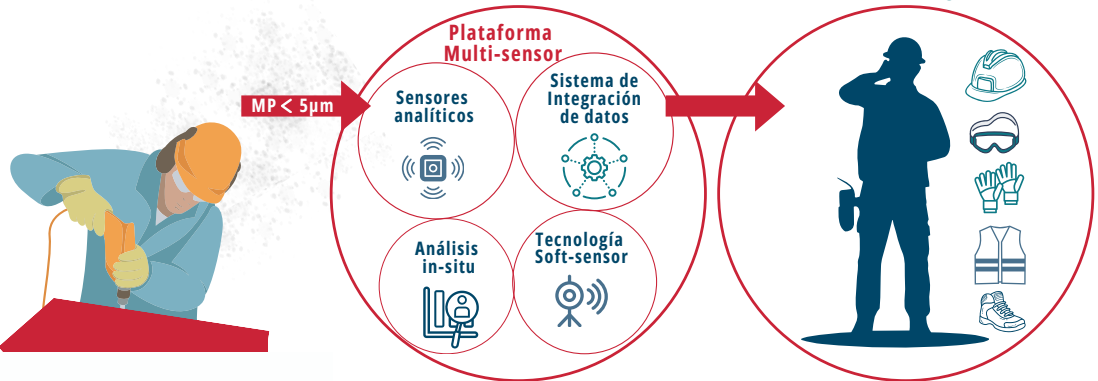 Plataforma
Multi-sensor
MP < 5µm
Sensores
analíticos
Sistema de
Integración
de datos
Análisis
in-situ
Tecnología
Soft-sensor